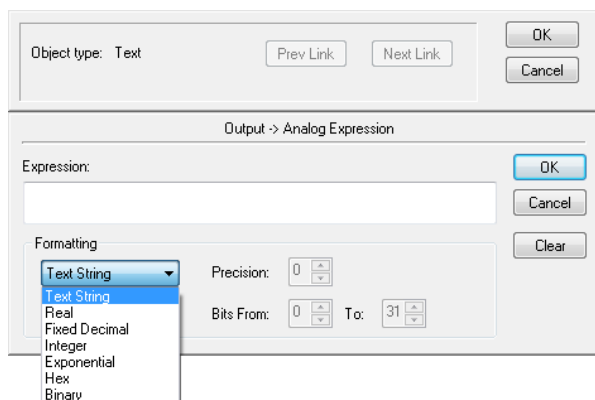 Object type: Text
Prev Link
Next Link
OK
Cancel
Output -> Analog Expression
Expression:
OK
Cancel
Clear
Formatting
Text String
Precision: 0
Bits From: 0 To: 31
Text String
Real
Fixed Decimal
Integer
Exponential
Hex
Binary